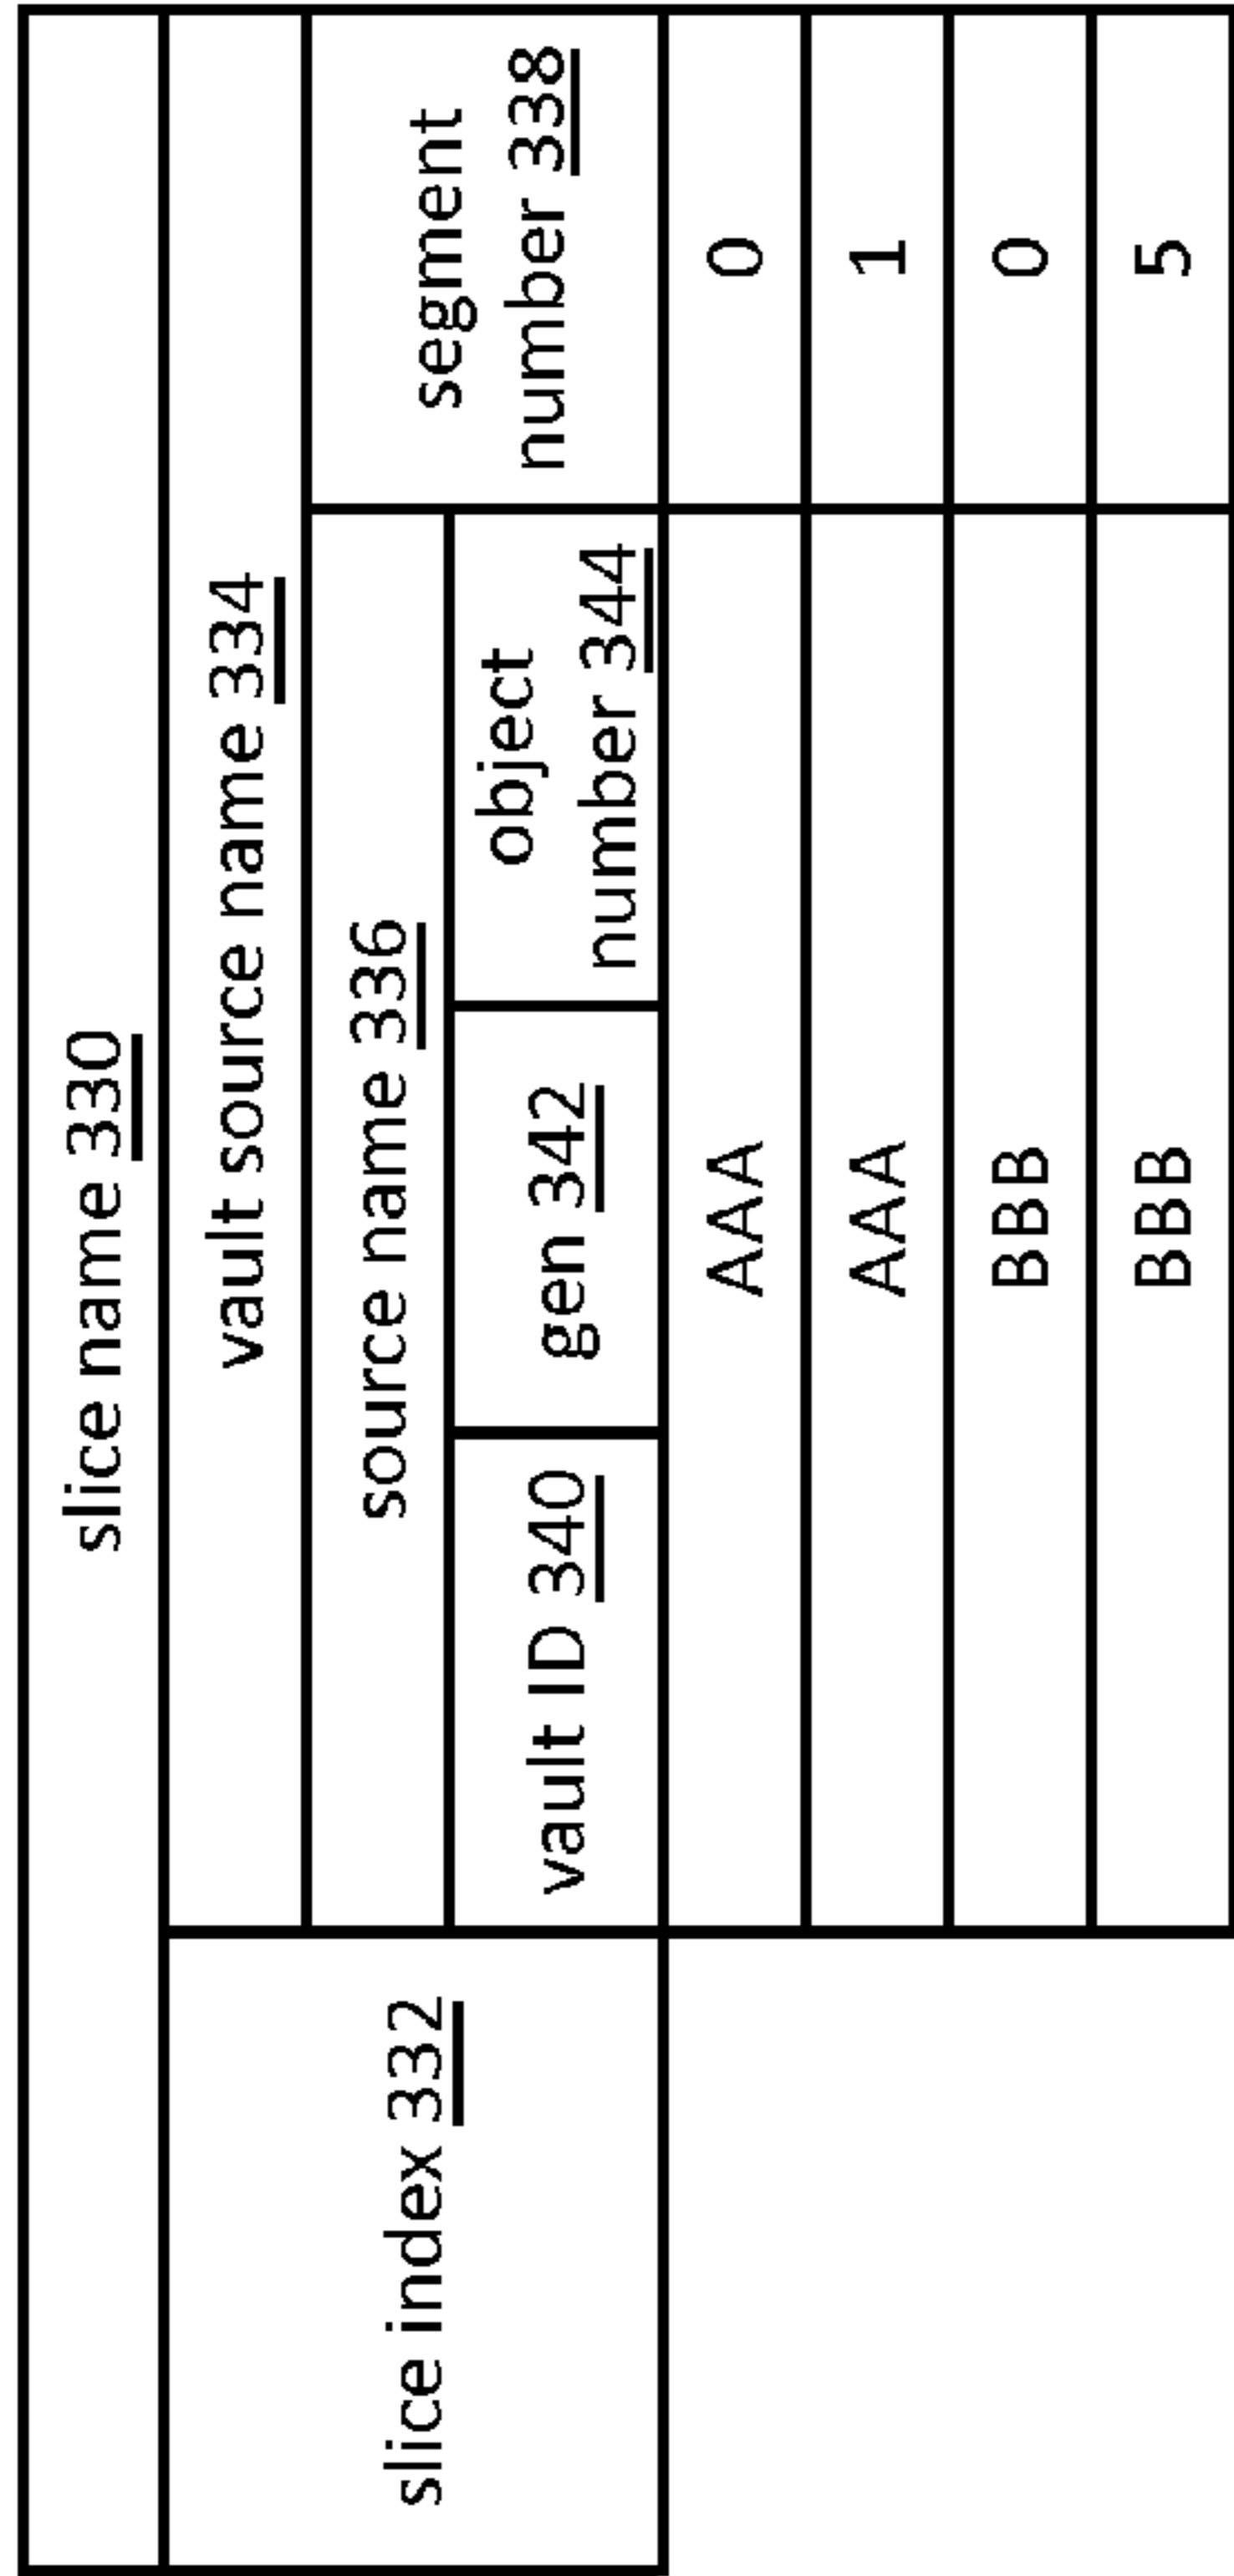 slice name 330
slice index 332
vault source name 334
source name 336
segment
number 338
vault ID 340
gen 342
object
number 344
AAA
0
AAA
1
BBB
0
BBB
5